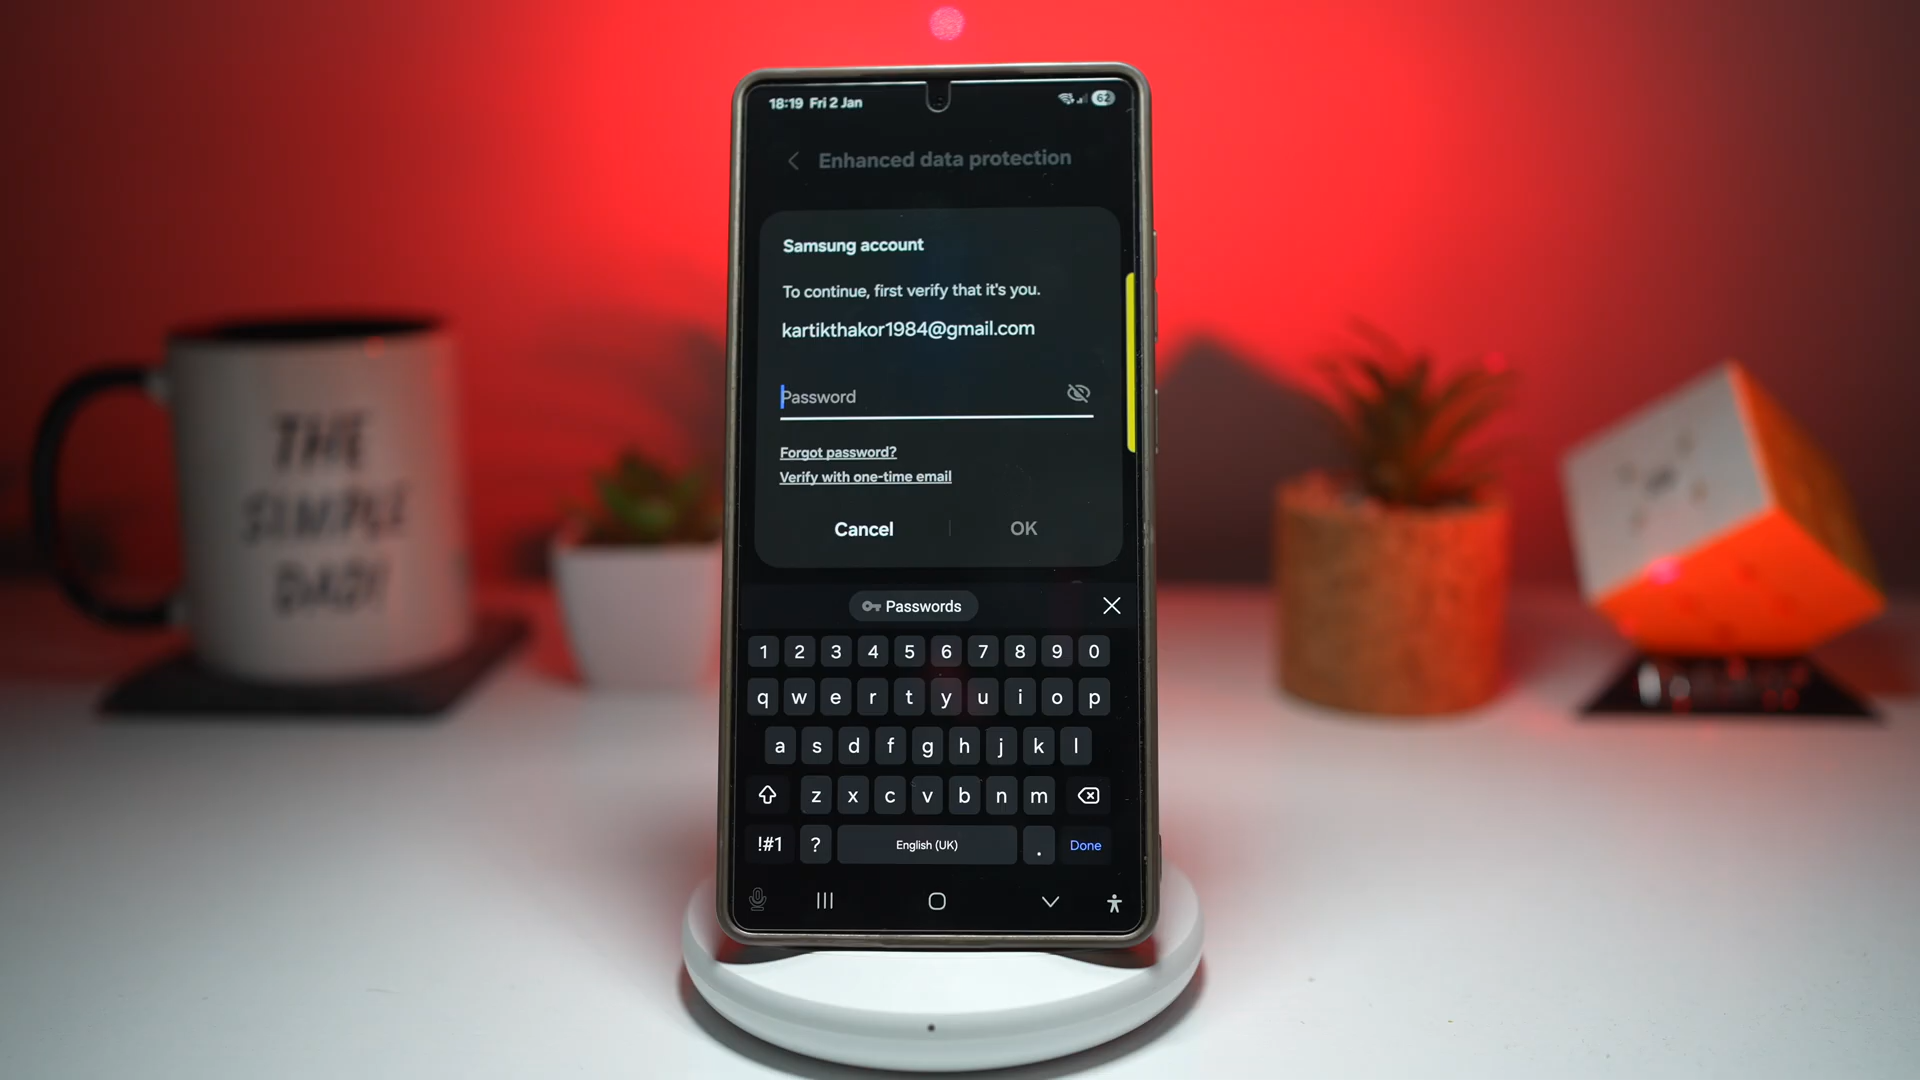 18:19 Fri 2 Jan
62
Enhanced data protection
Samsung account
To continue, first verify that it's you.
kartikthakor1984@gmail.com
Password
Forgot password?
Verify with one-time email
Cancel
OK
Passwords
1 2 3 4 5 6 7 8 9 0
q w e r t y u i o p
a s d f g h j k l
z x c v b n m
!#1 ? English (UK) . Done
THE
SIMPLE
DAD!